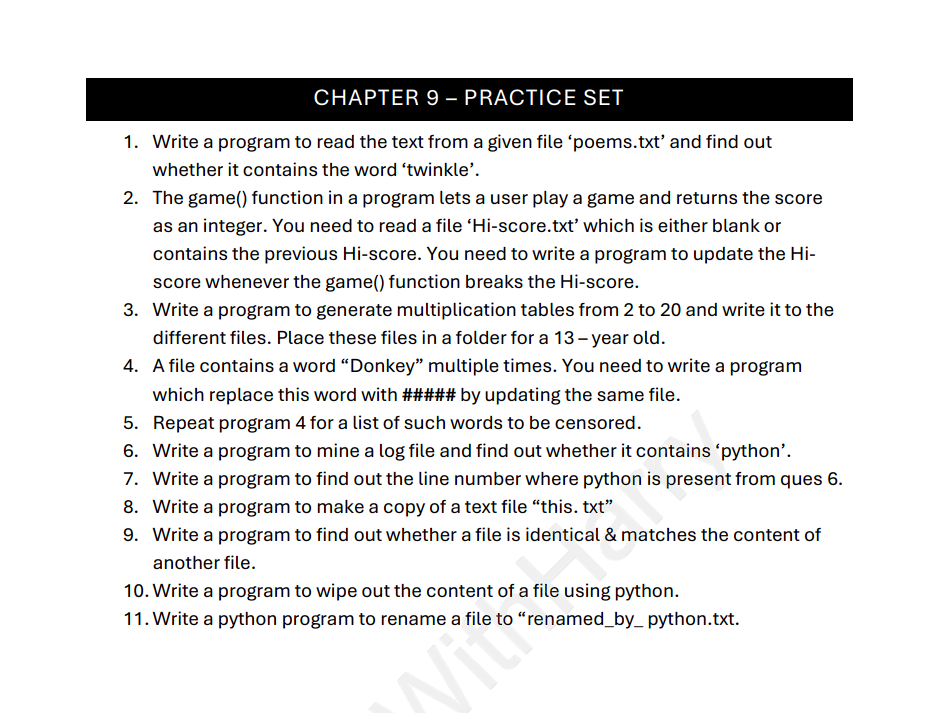 CHAPTER 9 – PRACTICE SET
1. Write a program to read the text from a given file ‘poems.txt’ and find out
whether it contains the word ‘twinkle’.
2. The game() function in a program lets a user play a game and returns the score
as an integer. You need to read a file ‘Hi-score.txt’ which is either blank or
contains the previous Hi-score. You need to write a program to update the Hi-
score whenever the game() function breaks the Hi-score.
3. Write a program to generate multiplication tables from 2 to 20 and write it to the
different files. Place these files in a folder for a 13 – year old.
4. A file contains a word “Donkey” multiple times. You need to write a program
which replace this word with ##### by updating the same file.
5. Repeat program 4 for a list of such words to be censored.
6. Write a program to mine a log file and find out whether it contains ‘python’.
7. Write a program to find out the line number where python is present from ques 6.
8. Write a program to make a copy of a text file “this. txt”
9. Write a program to find out whether a file is identical & matches the content of
another file.
10. Write a program to wipe out the content of a file using python.
11. Write a python program to rename a file to “renamed_by_ python.txt.
WithHarry